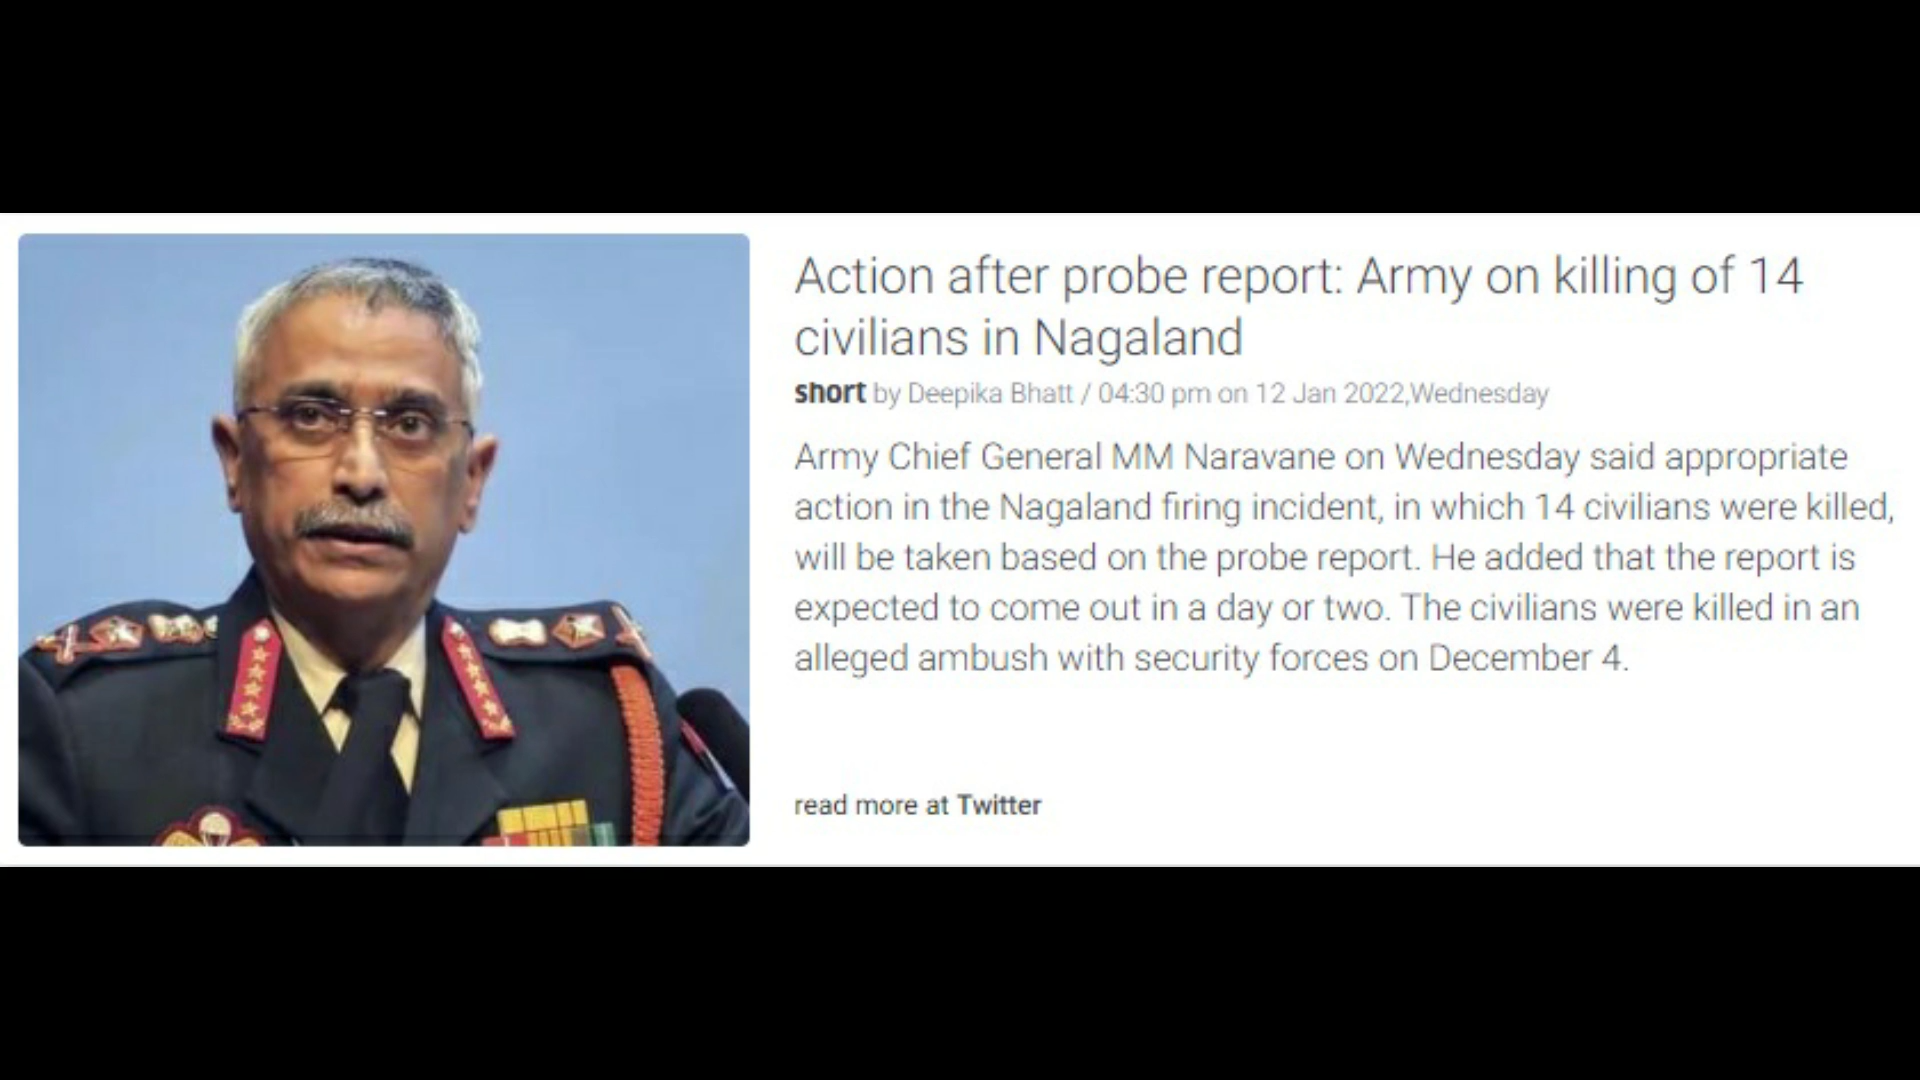 Action after probe report: Army on killing of 14
civilians in Nagaland
short by Deepika Bhatt / 04:30 pm on 12 Jan 2022,Wednesday
Army Chief General MM Naravane on Wednesday said appropriate
action in the Nagaland firing incident, in which 14 civilians were killed,
will be taken based on the probe report. He added that the report is
expected to come out in a day or two. The civilians were killed in an
alleged ambush with security forces on December 4.
read more at Twitter